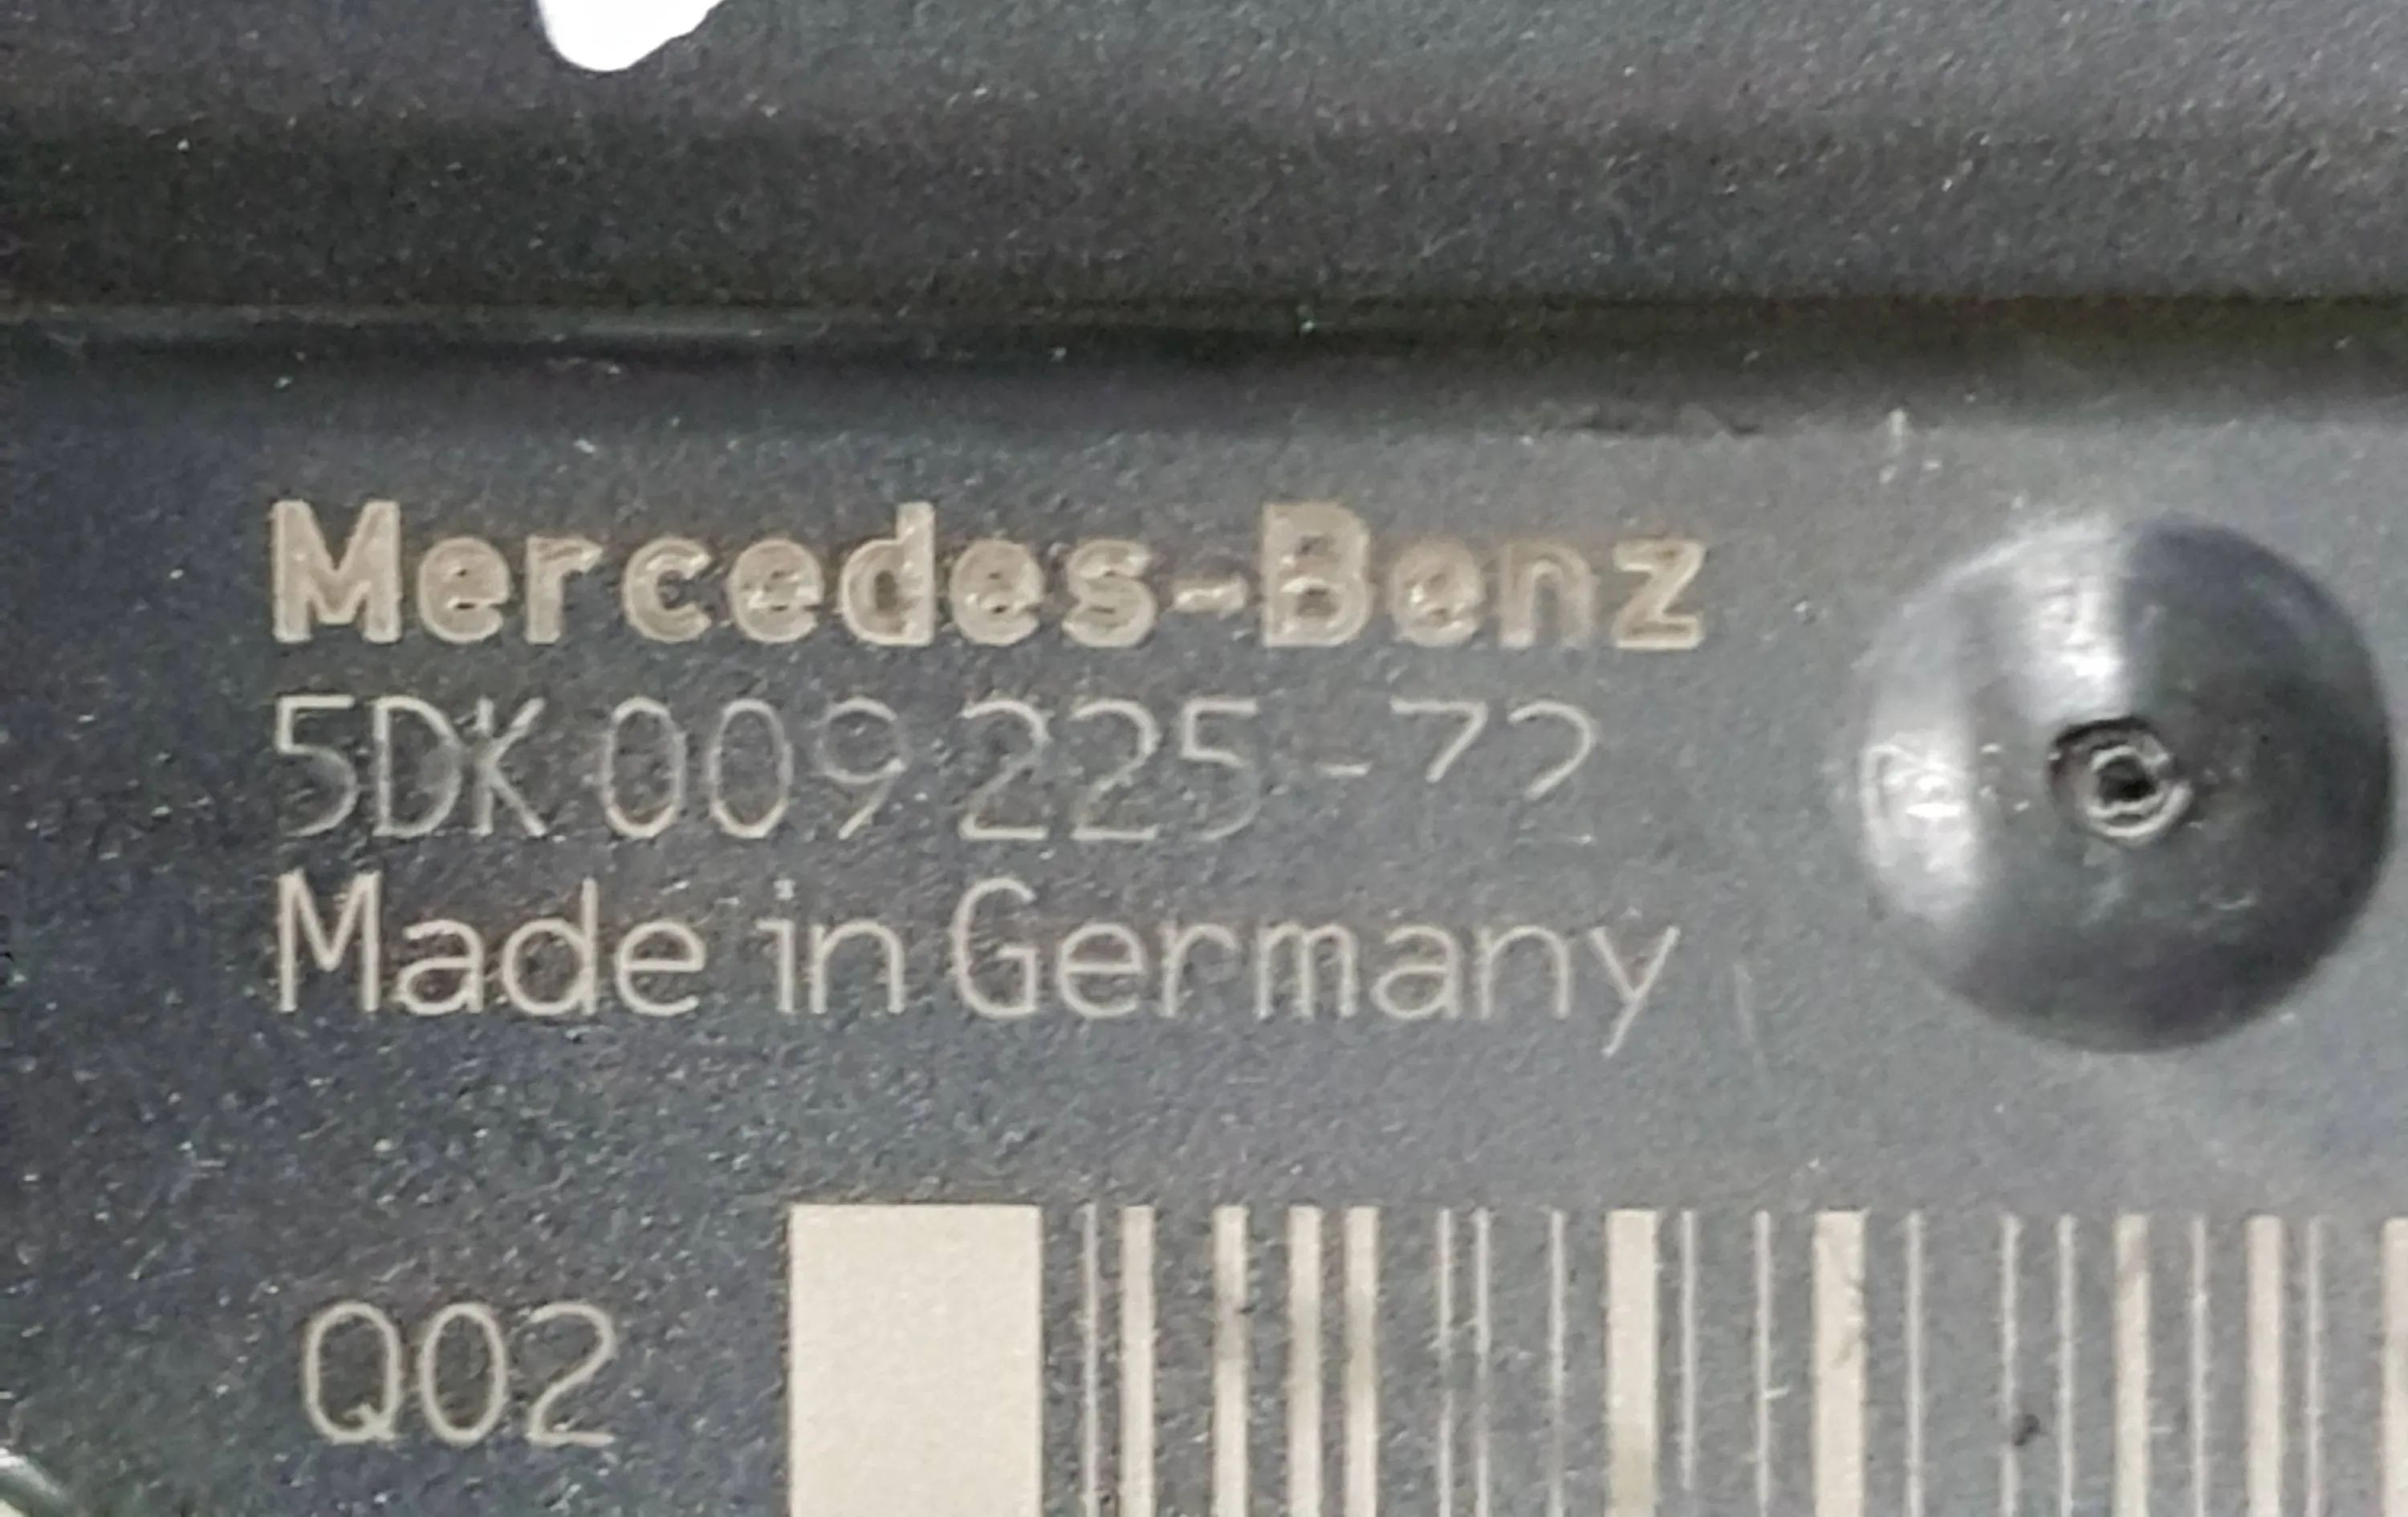 Mercedes-Benz
5DK 009 225-72
Made in Germany
Q02